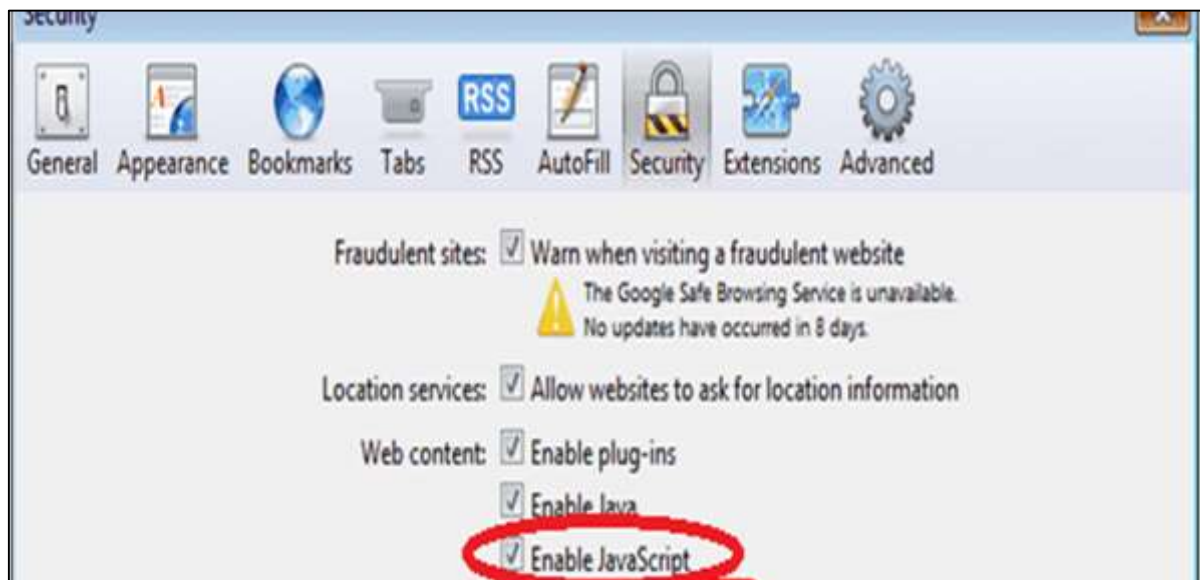 Security
General Appearance Bookmarks Tabs RSS AutoFill Security Extensions Advanced
RSS
Fraudulent sites: Warn when visiting a fraudulent website
The Google Safe Browsing Service is unavailable.
No updates have occurred in 8 days.
Location services: Allow websites to ask for location information
Web content: Enable plug-ins
Enable Java
Enable JavaScript